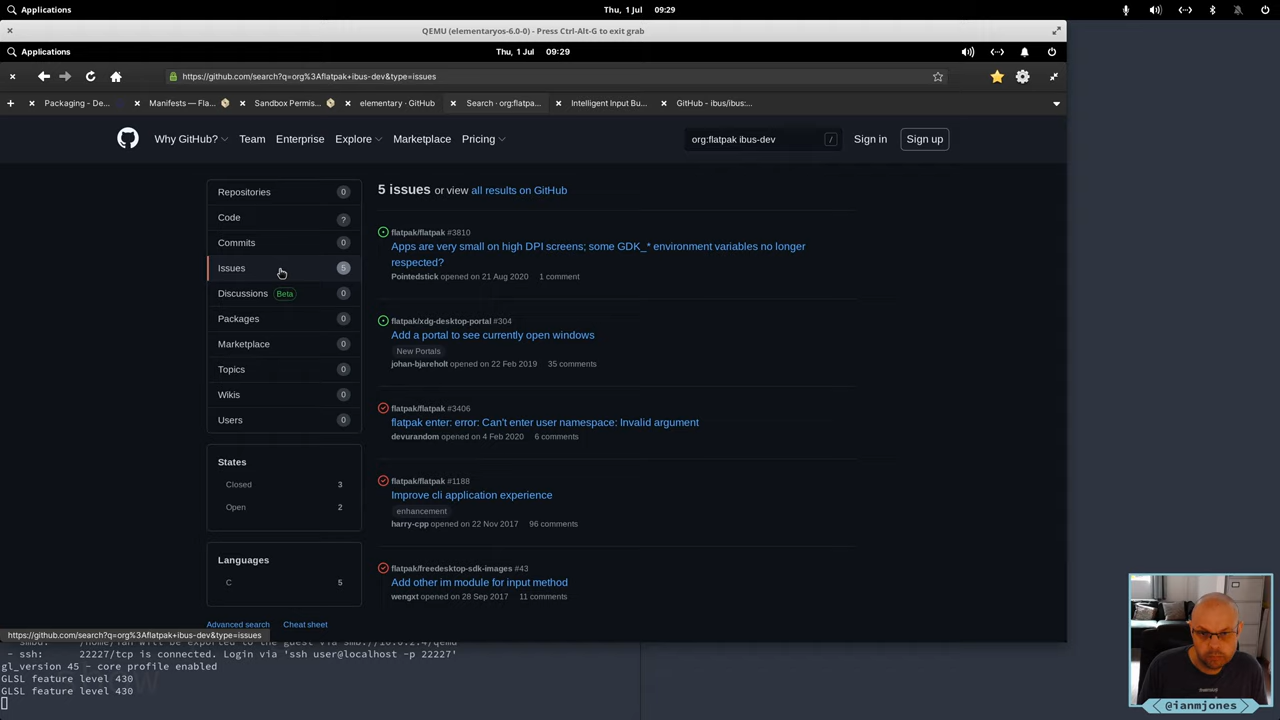 Applications
Thu, 1 Jul 09:29
QEMU (elementaryos-6.0-0) - Press Ctrl-Alt-G to exit grab
Applications
Thu, 1 Jul 09:29
https://github.com/search?q=org%3Aflatpak+ibus-dev&type=issues
Packaging - De...
Manifests — Fla...
Sandbox Permis...
elementary · GitHub
Search · org:flatpa...
Intelligent Input Bu...
GitHub - ibus/ibus:...
Why GitHub?
Team
Enterprise
Explore
Marketplace
Pricing
org:flatpak ibus-dev
/
Sign in
Sign up
Repositories 0
Code ?
Commits 0
Issues 5
Discussions Beta 0
Packages 0
Marketplace 0
Topics 0
Wikis 0
Users 0
States
Closed 3
Open 2
Languages
C 5
Advanced search Cheat sheet
5 issues or view all results on GitHub
flatpak/flatpak #3810
Apps are very small on high DPI screens; some GDK_* environment variables no longer
respected?
Pointedstick opened on 21 Aug 2020 1 comment
flatpak/xdg-desktop-portal #304
Add a portal to see currently open windows
New Portals
johan-bjareholt opened on 22 Feb 2019 35 comments
flatpak/flatpak #3406
flatpak enter: error: Can't enter user namespace: Invalid argument
devurandom opened on 4 Feb 2020 6 comments
flatpak/flatpak #1188
Improve cli application experience
enhancement
harry-cpp opened on 22 Nov 2017 96 comments
flatpak/freedesktop-sdk-images #43
Add other im module for input method
wengxt opened on 28 Sep 2017 11 comments
https://github.com/search?q=org%3Aflatpak+ibus-dev&type=issues
- ssh: 22227/tcp is connected. Login via 'ssh user@localhost -p 22227'
gl_version 45 - core profile enabled
GLSL feature level 430
GLSL feature level 430
@ianmjones